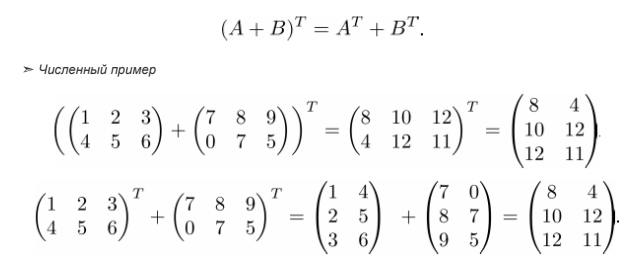 (A + B)^T = A^T + B^T.
➣ Численный пример
((1 2 3
4 5 6) + (7 8 9
0 7 5))^T = (8 10 12
4 12 11)^T = (8 4
10 12
12 11).
(1 2 3
4 5 6)^T + (7 8 9
0 7 5)^T = (1 4
2 5
3 6) + (7 0
8 7
9 5) = (8 4
10 12
12 11).